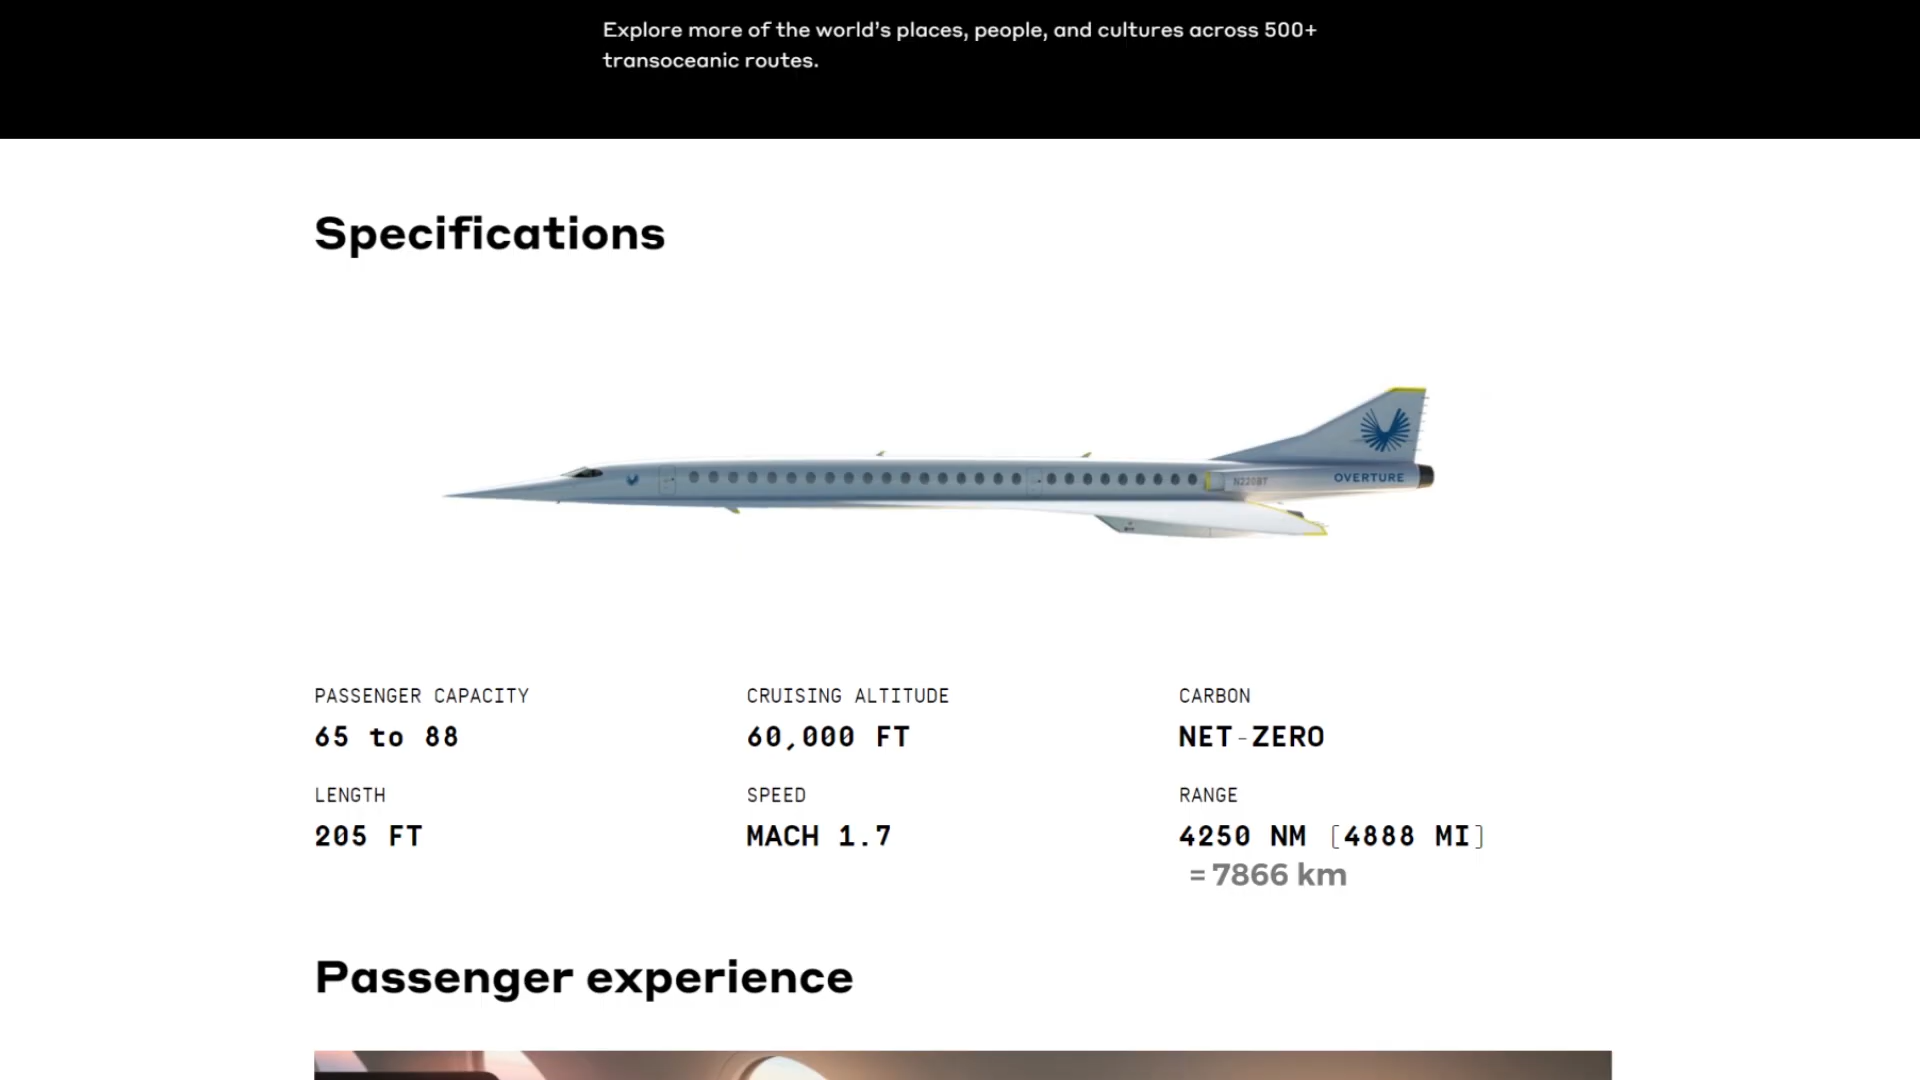 Explore more of the world’s places, people, and cultures across 500+
transoceanic routes.
Specifications
N220BT
OVERTURE
PASSENGER CAPACITY
65 to 88
CRUISING ALTITUDE
60,000 FT
CARBON
NET-ZERO
LENGTH
205 FT
SPEED
MACH 1.7
RANGE
4250 NM [4888 MI]
= 7866 km
Passenger experience